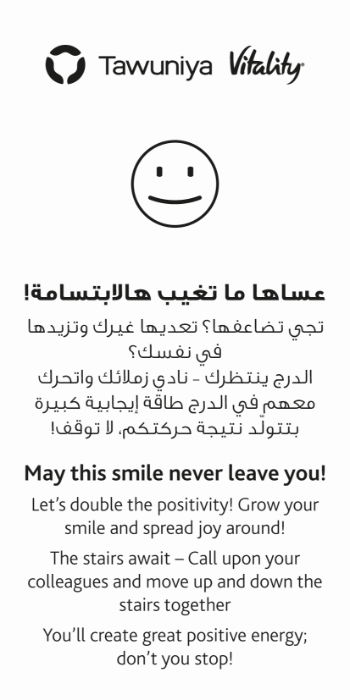 Tawuniya Vitality
عساها ما تغيب هالابتسامة!
تجي تضاعفها؟ تعديها غيرك وتزيدها
في نفسك؟
الدرج ينتظرك - نادي زملائك واتحرك
معهم في الدرج طاقة إيجابية كبيرة
بتتولّد نتيجة حركتكم، لا توقف!
May this smile never leave you!
Let’s double the positivity! Grow your
smile and spread joy around!
The stairs await – Call upon your
colleagues and move up and down the
stairs together
You’ll create great positive energy;
don’t you stop!